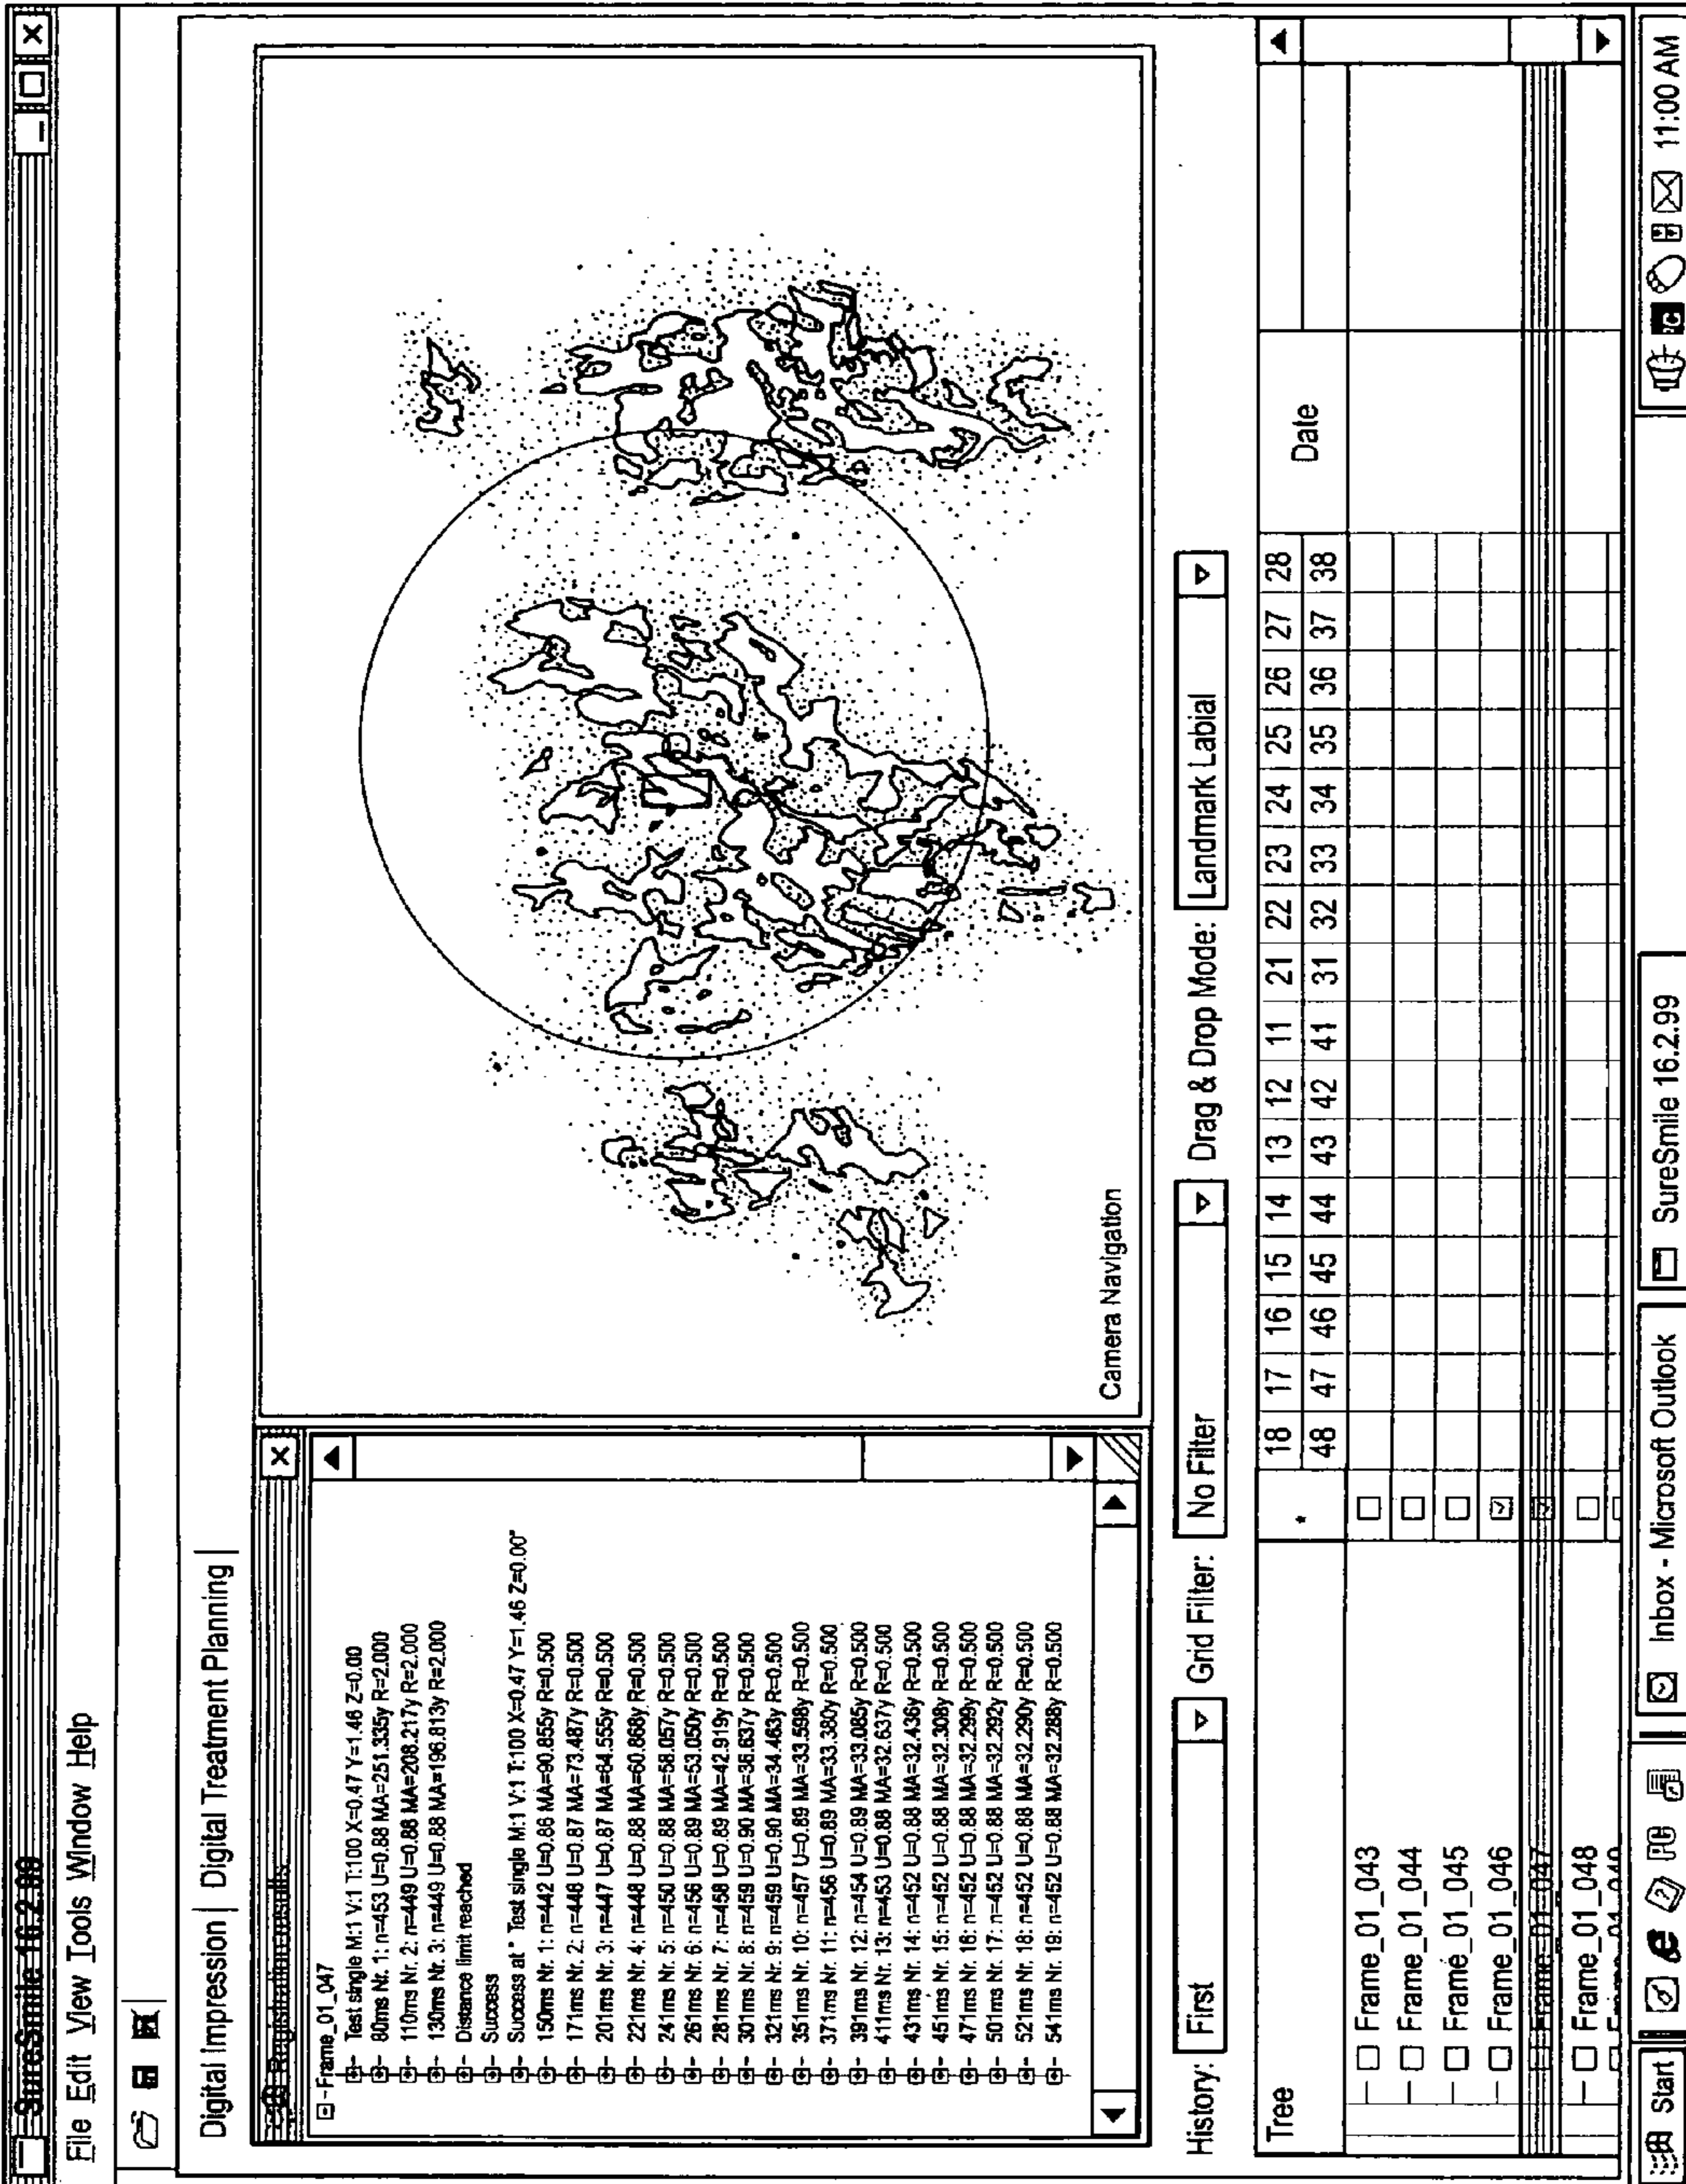 SureSmile 16.2.99
File Edit View Tools Window Help
Digital Impression | Digital Treatment Planning |
3D Registration results
Frame_01_047
Test single M:1 V:1 T:100 X=0.47 Y=1.46 Z=0.00
80ms Nr. 1: n=453 U=0.88 MA=251.335y R=2.000
110ms Nr. 2: n=449 U=0.88 MA=208.217y R=2.000
130ms Nr. 3: n=449 U=0.88 MA=196.813y R=2.000
Distance limit reached
Success
Success at " Test single M:1 V:1 T:100 X=0.47 Y=1.46 Z=0.00"
150ms Nr. 1: n=442 U=0.86 MA=90.855y R=0.500
171ms Nr. 2: n=446 U=0.87 MA=73.487y R=0.500
201ms Nr. 3: n=447 U=0.87 MA=64.555y R=0.500
221ms Nr. 4: n=448 U=0.88 MA=60.868y R=0.500
241ms Nr. 5: n=450 U=0.88 MA=58.057y R=0.500
261ms Nr. 6: n=456 U=0.89 MA=53.050y R=0.500
281ms Nr. 7: n=458 U=0.89 MA=42.919y R=0.500
301ms Nr. 8: n=459 U=0.90 MA=36.637y R=0.500
321ms Nr. 9: n=459 U=0.90 MA=34.463y R=0.500
351ms Nr. 10: n=457 U=0.89 MA=33.598y R=0.500
371ms Nr. 11: n=456 U=0.89 MA=33.380y R=0.500
391ms Nr. 12: n=454 U=0.89 MA=33.085y R=0.500
411ms Nr. 13: n=453 U=0.88 MA=32.637y R=0.500
431ms Nr. 14: n=452 U=0.88 MA=32.436y R=0.500
451ms Nr. 15: n=452 U=0.88 MA=32.308y R=0.500
471ms Nr. 16: n=452 U=0.88 MA=32.299y R=0.500
501ms Nr. 17: n=452 U=0.88 MA=32.292y R=0.500
521ms Nr. 18: n=452 U=0.88 MA=32.290y R=0.500
541ms Nr. 19: n=452 U=0.88 MA=32.288y R=0.500
Camera Navigation
History: First Grid Filter: No Filter Drag & Drop Mode: Landmark Labial
Tree * 18 17 16 15 14 13 12 11 21 22 23 24 25 26 27 28 Date
48 47 46 45 44 43 42 41 31 32 33 34 35 36 37 38
Frame_01_043
Frame_01_044
Frame_01_045
Frame_01_046
Frame_01_047
Frame_01_048
Frame_01_049
Start Inbox - Microsoft Outlook SureSmile 16.2.99 11:00 AM